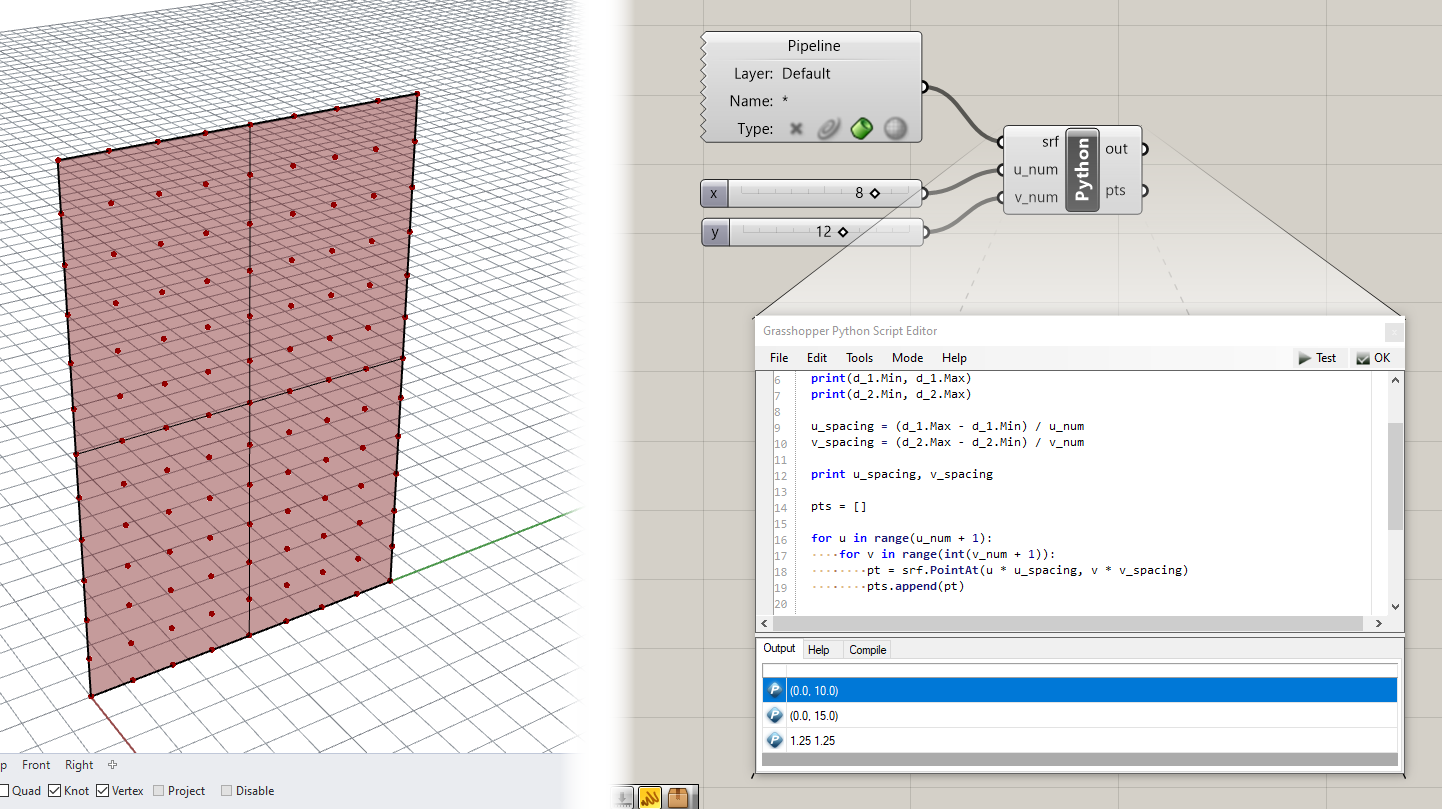 p Front Right
Quad Knot Vertex Project Disable
Pipeline
Layer: Default
Name: *
Type:
x 8
y 12
srf
u_num
v_num
Python
out
pts
Grasshopper Python Script Editor
File Edit Tools Mode Help Test OK
6 print(d_1.Min, d_1.Max)
7 print(d_2.Min, d_2.Max)
8
9 u_spacing = (d_1.Max - d_1.Min) / u_num
10 v_spacing = (d_2.Max - d_2.Min) / v_num
11
12 print u_spacing, v_spacing
13
14 pts = []
15
16 for u in range(u_num + 1):
17 ····for v in range(int(v_num + 1)):
18 ········pt = srf.PointAt(u * u_spacing, v * v_spacing)
19 ········pts.append(pt)
20
Output Help Compile
(0.0, 10.0)
(0.0, 15.0)
1.25 1.25